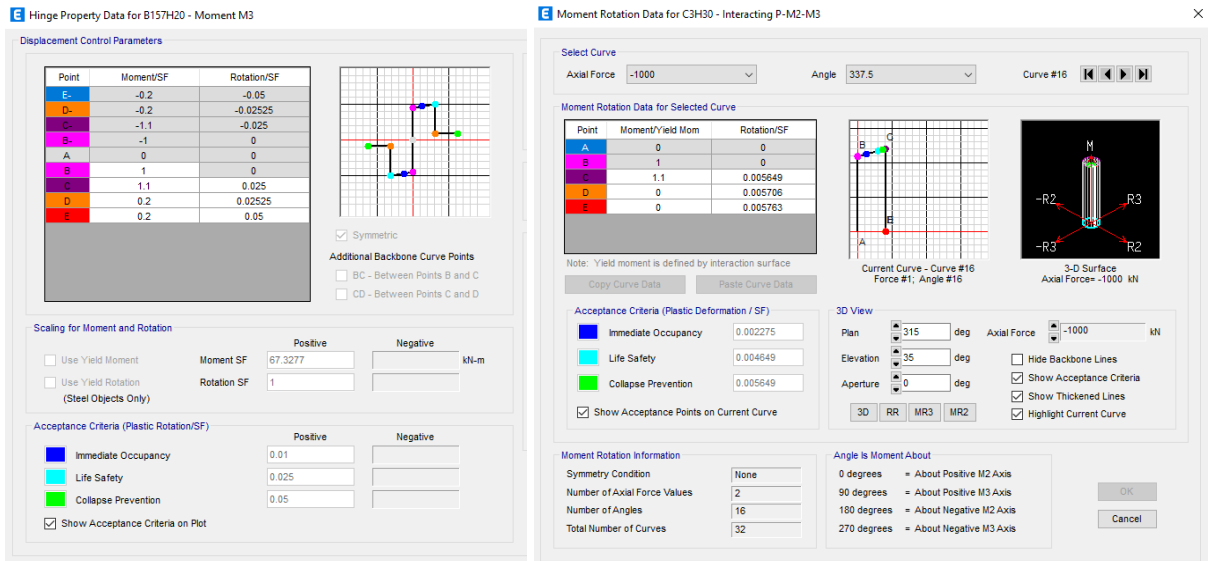 Hinge Property Data for B157H20 - Moment M3
Displacement Control Parameters
Point Moment/SF Rotation/SF
E- -0.2 -0.05
D- -0.2 -0.02525
C- -1.1 -0.025
B- -1 0
A 0 0
B 1 0
C 1.1 0.025
D 0.2 0.02525
E 0.2 0.05
Symmetric
Additional Backbone Curve Points
BC - Between Points B and C
CD - Between Points C and D
Scaling for Moment and Rotation
Positive Negative
Use Yield Moment Moment SF 67.3277 kN-m
Use Yield Rotation Rotation SF 1
(Steel Objects Only)
Acceptance Criteria (Plastic Rotation/SF)
Positive Negative
Immediate Occupancy 0.01
Life Safety 0.025
Collapse Prevention 0.05
Show Acceptance Criteria on Plot
Moment Rotation Data for C3H30 - Interacting P-M2-M3
Select Curve
Axial Force -1000 Angle 337.5 Curve #16
Moment Rotation Data for Selected Curve
Point Moment/Yield Mom Rotation/SF
A 0 0
B 1 0
C 1.1 0.005649
D 0 0.005706
E 0 0.005763
Note: Yield moment is defined by interaction surface
Copy Curve Data Paste Curve Data
B C
A E
Current Curve - Curve #16
Force #1; Angle #16
M
-R2 R3
-R3 R2
3-D Surface
Axial Force= -1000 kN
Acceptance Criteria (Plastic Deformation / SF)
Immediate Occupancy 0.002275
Life Safety 0.004649
Collapse Prevention 0.005649
Show Acceptance Points on Current Curve
3D View
Plan 315 deg Axial Force -1000 kN
Elevation 35 deg
Aperture 0 deg
Hide Backbone Lines
Show Acceptance Criteria
Show Thickened Lines
Highlight Current Curve
3D RR MR3 MR2
Moment Rotation Information
Symmetry Condition None
Number of Axial Force Values 2
Number of Angles 16
Total Number of Curves 32
Angle Is Moment About
0 degrees = About Positive M2 Axis
90 degrees = About Positive M3 Axis
180 degrees = About Negative M2 Axis
270 degrees = About Negative M3 Axis
OK
Cancel